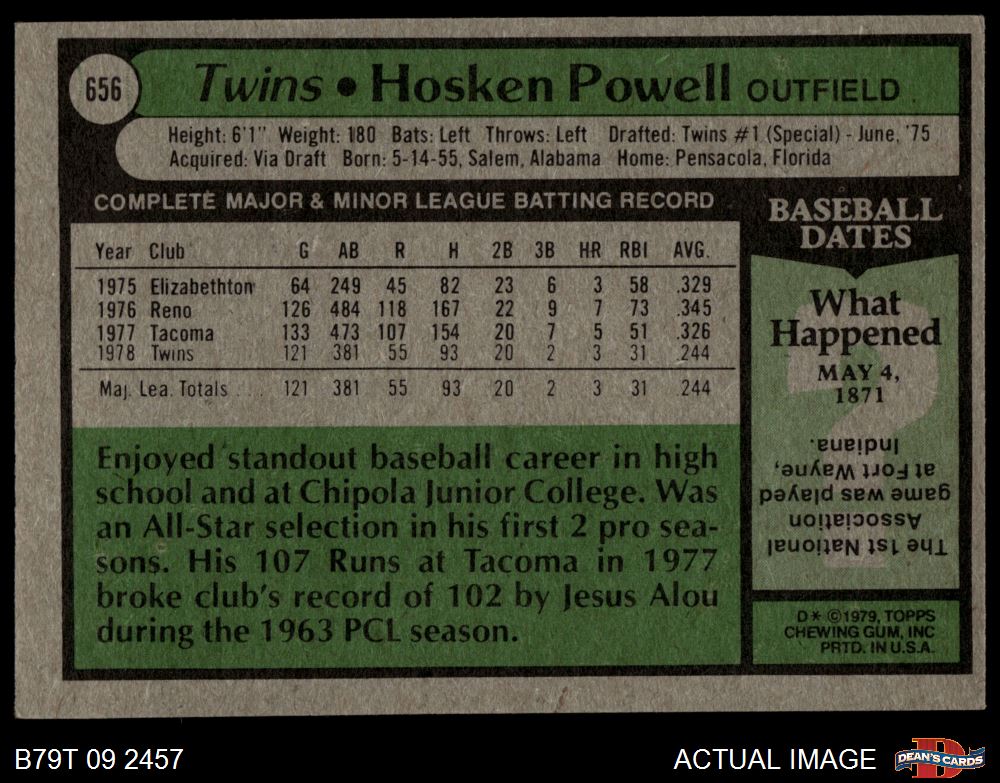 656
Twins • Hosken Powell OUTFIELD
Height: 6'1" Weight: 180 Bats: Left Throws: Left Drafted: Twins #1 (Special) - June, '75
Acquired: Via Draft Born: 5-14-55, Salem, Alabama Home: Pensacola, Florida
COMPLETE MAJOR & MINOR LEAGUE BATTING RECORD
Year Club G AB R H 2B 3B HR RBI AVG.
1975 Elizabethton 64 249 45 82 23 6 3 58 .329
1976 Reno 126 484 118 167 22 9 7 73 .345
1977 Tacoma 133 473 107 154 20 7 5 51 .326
1978 Twins 121 381 55 93 20 2 3 31 .244
Maj. Lea. Totals 121 381 55 93 20 2 3 31 .244
Enjoyed standout baseball career in high
school and at Chipola Junior College. Was
an All-Star selection in his first 2 pro sea-
sons. His 107 Runs at Tacoma in 1977
broke club's record of 102 by Jesus Alou
during the 1963 PCL season.
BASEBALL
DATES
What
Happened
MAY 4,
1871
The 1st National
Association
game was played
at Fort Wayne,
Indiana.
D* ©1979, TOPPS
CHEWING GUM, INC
PRTD. IN U.S.A.
B79T 09 2457
ACTUAL IMAGE
D
DEAN'S CARDS